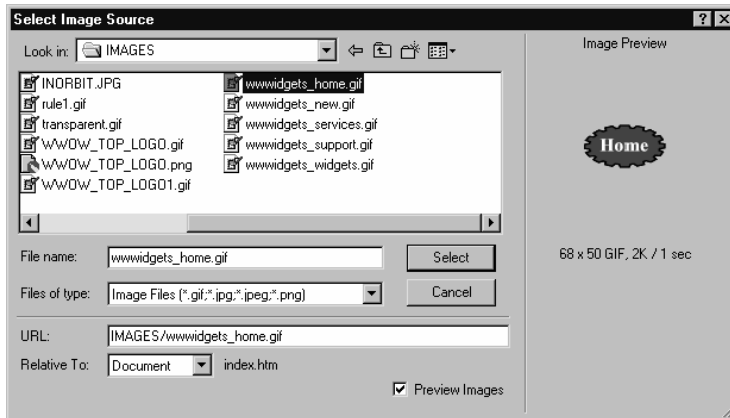 Select Image Source
Look in: IMAGES
INORBIT.JPG
rule1.gif
transparent.gif
WWOW_TOP_LOGO.gif
WWOW_TOP_LOGO.png
WWOW_TOP_LOGO1.gif
wwwidgets_home.gif
wwwidgets_new.gif
wwwidgets_services.gif
wwwidgets_support.gif
wwwidgets_widgets.gif
File name: wwwidgets_home.gif Select
Files of type: Image Files (*.gif;*.jpg;*.jpeg;*.png) Cancel
URL: IMAGES/wwwidgets_home.gif
Relative To: Document index.htm
Preview Images
Image Preview
Home
68 x 50 GIF, 2K / 1 sec